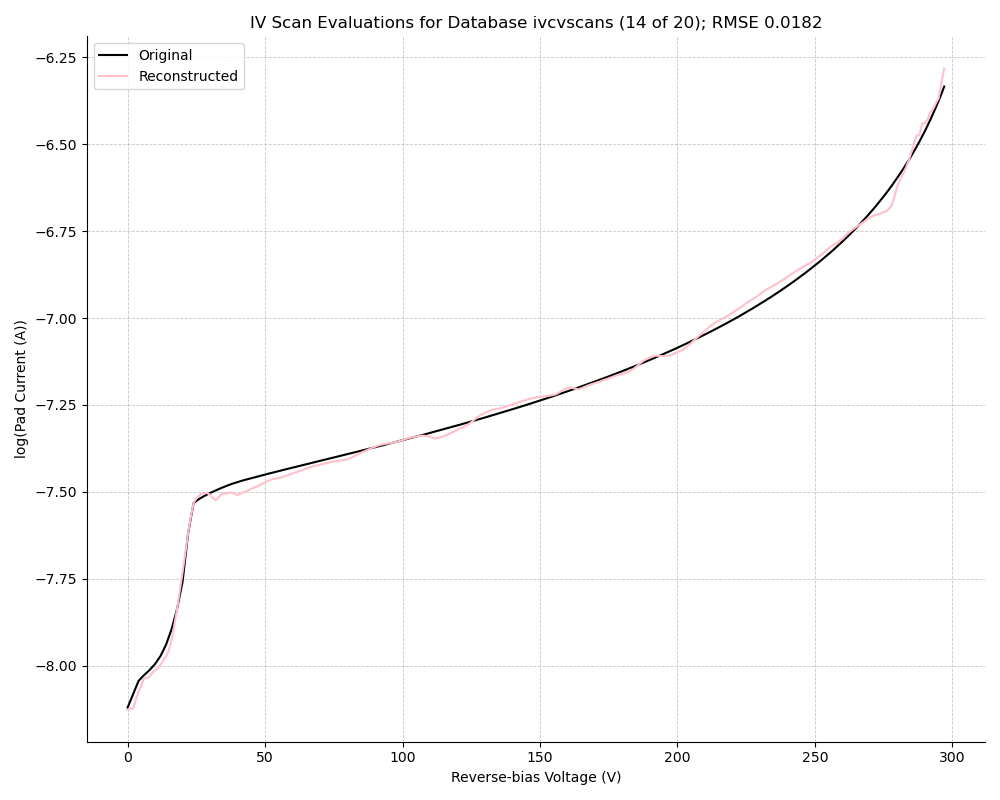 IV Scan Evaluations for Database ivcvscans (14 of 20); RMSE 0.0182
Original
Reconstructed
log(Pad Current (A))
−6.25
−6.50
−6.75
−7.00
−7.25
−7.50
−7.75
−8.00
0 50 100 150 200 250 300
Reverse-bias Voltage (V)